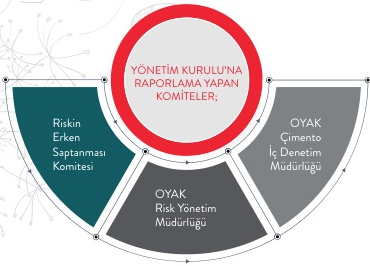 YÖNETİM KURULU'NA
RAPORLAMA YAPAN
KOMİTELER;
Riskin
Erken
Saptanması
Komitesi
OYAK
Risk Yönetim
Müdürlüğü
OYAK
Çimento
İç Denetim
Müdürlüğü